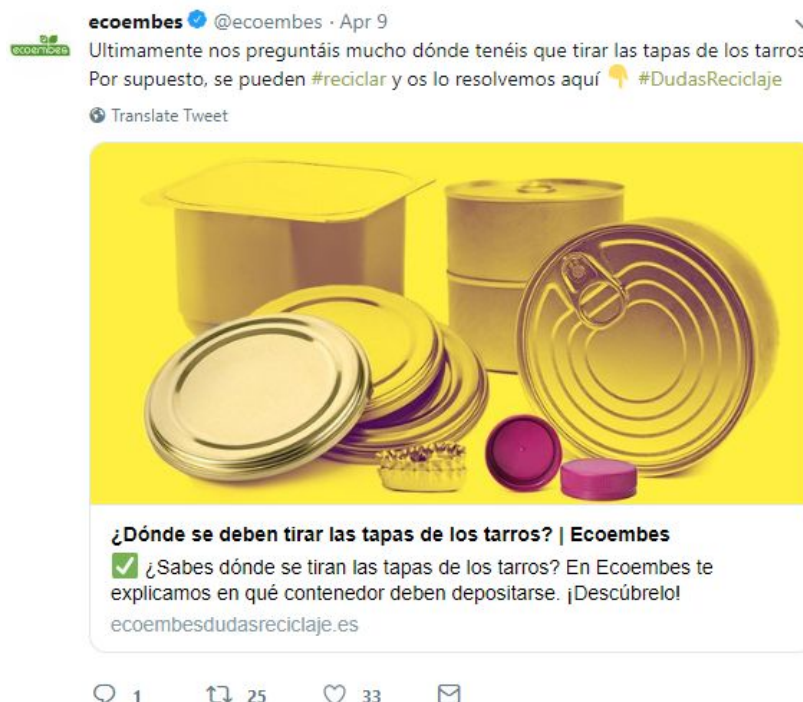 ecoembes @ecoembes · Apr 9
ecoembes
Ultimamente nos preguntáis mucho dónde tenéis que tirar las tapas de los tarros
Por supuesto, se pueden #reciclar y os lo resolvemos aquí 👇 #DudasReciclaje
Translate Tweet
¿Dónde se deben tirar las tapas de los tarros? | Ecoembes
✅ ¿Sabes dónde se tiran las tapas de los tarros? En Ecoembes te
explicamos en qué contenedor deben depositarse. ¡Descúbrelo!
ecoembesdudasreciclaje.es
1 25 33